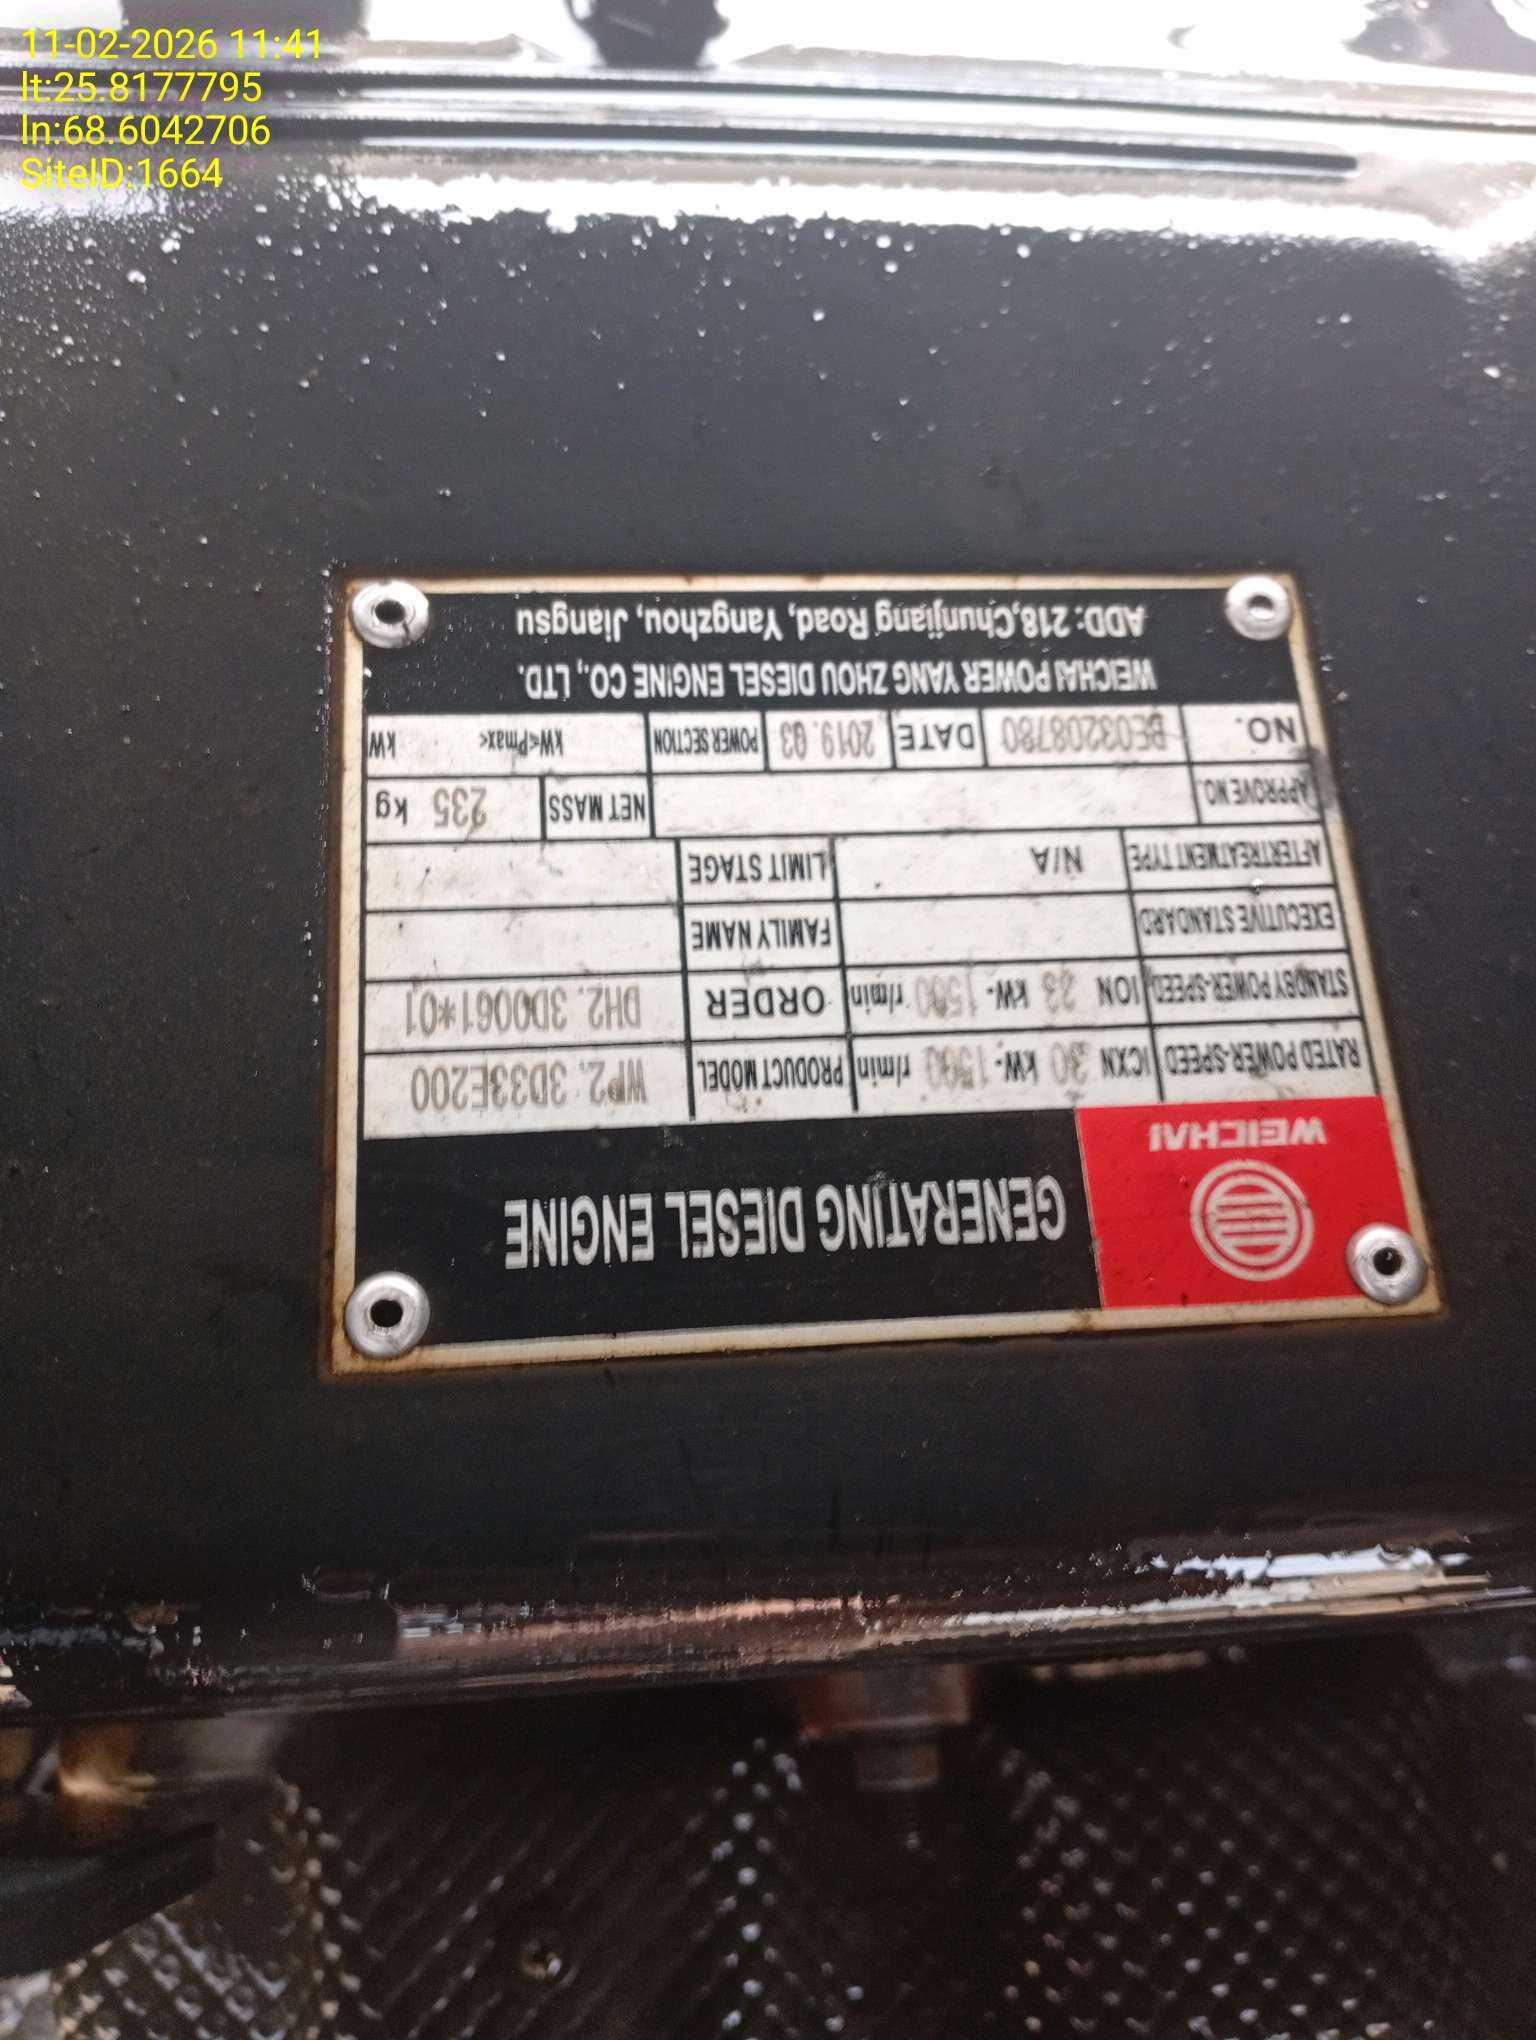 11-02-2026 11:41
lt:25.8177795
ln:68.6042706
SiteID:1664
WEICHAI
GENERATING DIESEL ENGINE
RATED POWER-SPEED ICXN 30 kW- 1500 r/min PRODUCT MODEL WP2. 3D33E200
STANDBY POWER-SPEED ION 33 kW- 1500 r/min ORDER DH2. 3D0061*01
EXECUTIVE STANDARD FAMILY NAME
AFTERTREATMENT TYPE N/A LIMIT STAGE
APPROVE NO. NET MASS 235 kg
NO. BE03208780 DATE 2019. 03 POWER SECTION kW<Pmax< kW
WEICHAI POWER YANG ZHOU DIESEL ENGINE CO., LTD.
ADD: 218,Chunjiang Road, Yangzhou, Jiangsu